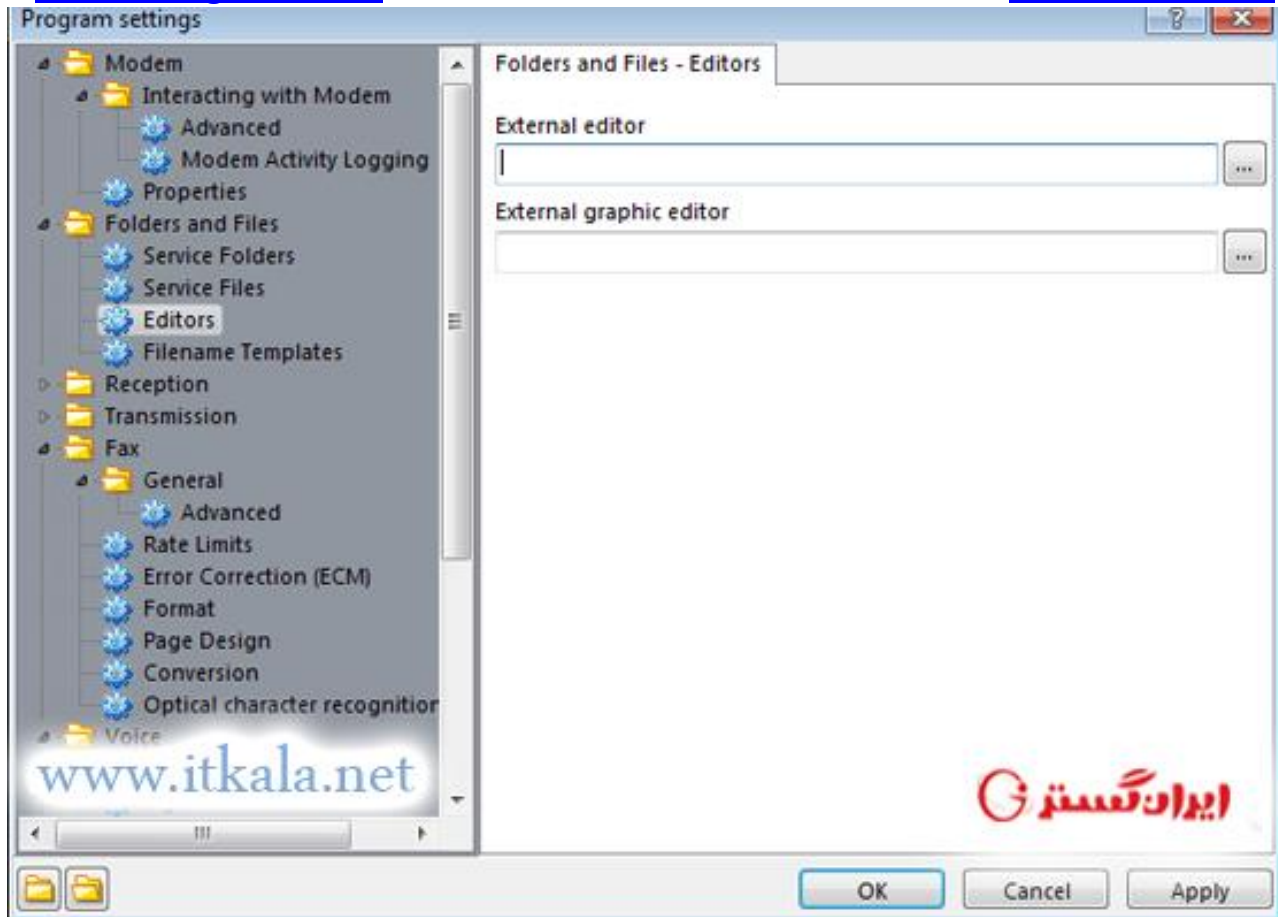 Program settings
Modem
Interacting with Modem
Advanced
Modem Activity Logging
Properties
Folders and Files
Service Folders
Service Files
Editors
Filename Templates
Reception
Transmission
Fax
General
Advanced
Rate Limits
Error Correction (ECM)
Format
Page Design
Conversion
Optical character recognition
Voice
www.itkala.net
Folders and Files - Editors
External editor
...
External graphic editor
...
ایران گستر
OK
Cancel
Apply